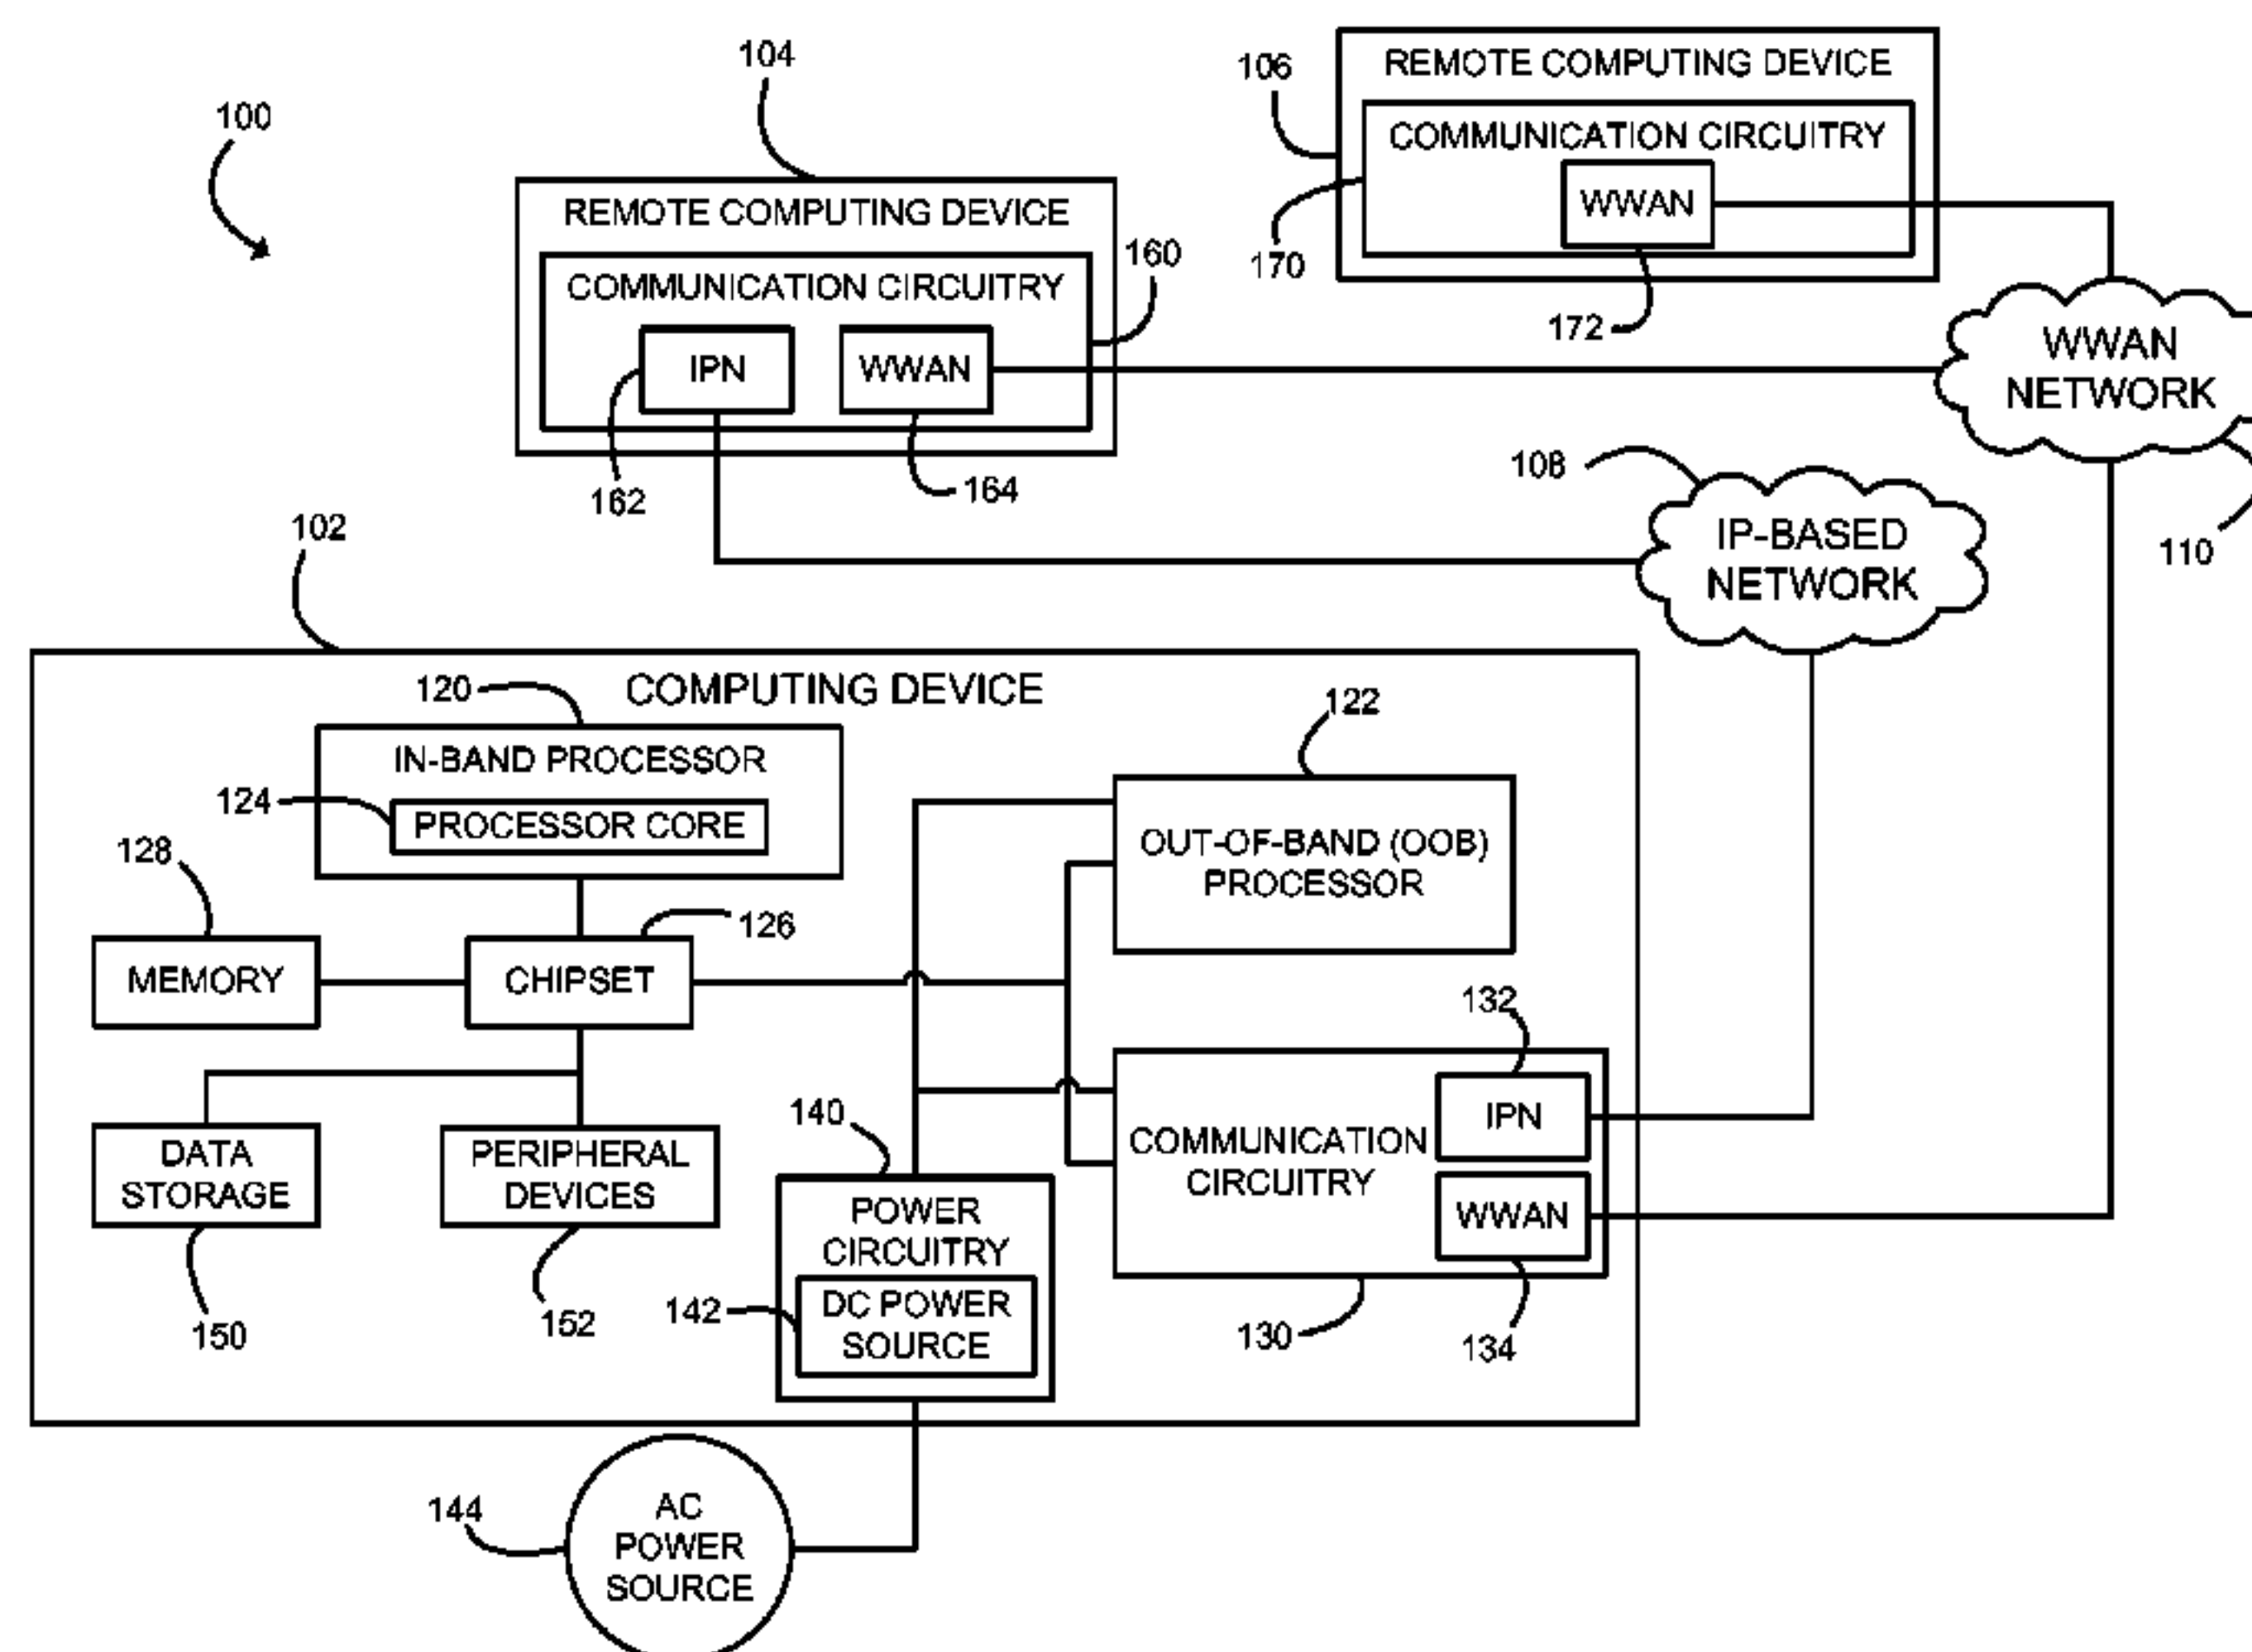 100
104
REMOTE COMPUTING DEVICE
COMMUNICATION CIRCUITRY
160
IPN
WWAN
162
164
106
REMOTE COMPUTING DEVICE
COMMUNICATION CIRCUITRY
WWAN
170
172
WWAN
NETWORK
110
108
IP-BASED
NETWORK
102
COMPUTING DEVICE
120
IN-BAND PROCESSOR
124
PROCESSOR CORE
122
OUT-OF-BAND (OOB)
PROCESSOR
128
MEMORY
126
CHIPSET
132
IPN
COMMUNICATION
CIRCUITRY
WWAN
130
134
DATA
STORAGE
150
PERIPHERAL
DEVICES
152
140
POWER
CIRCUITRY
142
DC POWER
SOURCE
144
AC
POWER
SOURCE